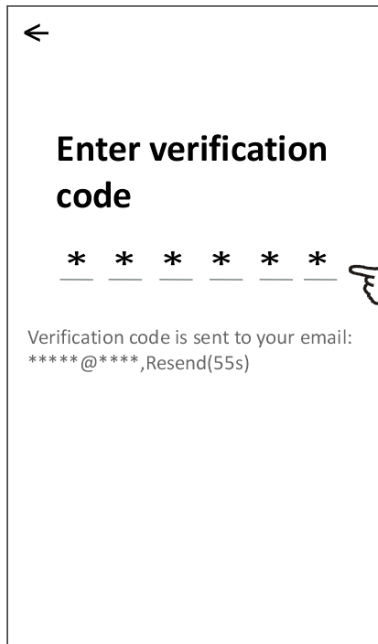 Enter verification
code
* * * * * *
Verification code is sent to your email:
*****@****,Resend(55s)